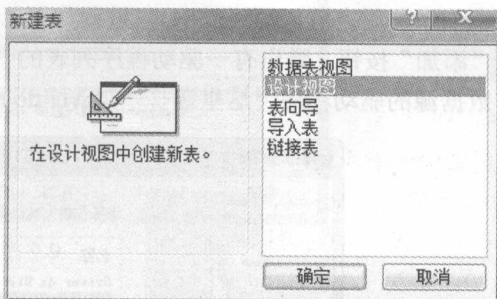 新建表
数据表视图
设计视图
表向导
导入表
链接表
在设计视图中创建新表。
确定
取消